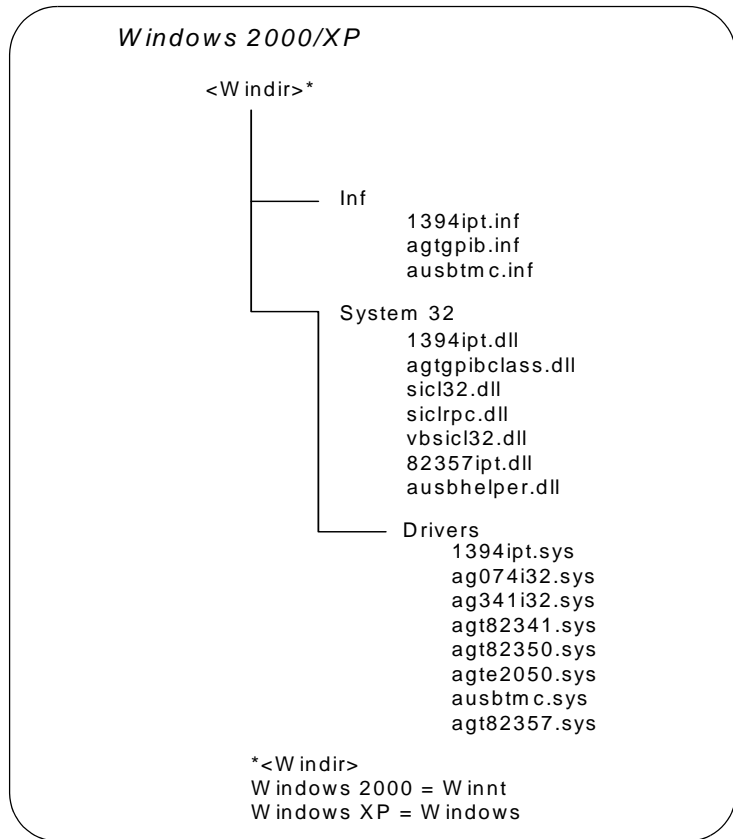 Windows 2000/XP
<Windir>*
Inf
1394ipt.inf
agtgpib.inf
ausbtmc.inf
System 32
1394ipt.dll
agtgpibclass.dll
sicl32.dll
siclrpc.dll
vbsicl32.dll
82357ipt.dll
ausbhelper.dll
Drivers
1394ipt.sys
ag074i32.sys
ag341i32.sys
agt82341.sys
agt82350.sys
agte2050.sys
ausbtmc.sys
agt82357.sys
*<Windir>
Windows 2000 = Winnt
Windows XP = Windows